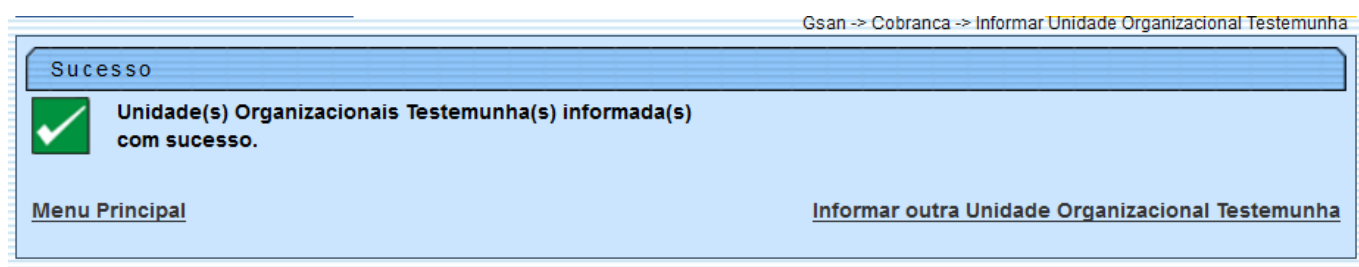 Gsan -> Cobranca -> Informar Unidade Organizacional Testemunha
Sucesso
Unidade(s) Organizacionais Testemunha(s) informada(s)
com sucesso.
Menu Principal
Informar outra Unidade Organizacional Testemunha